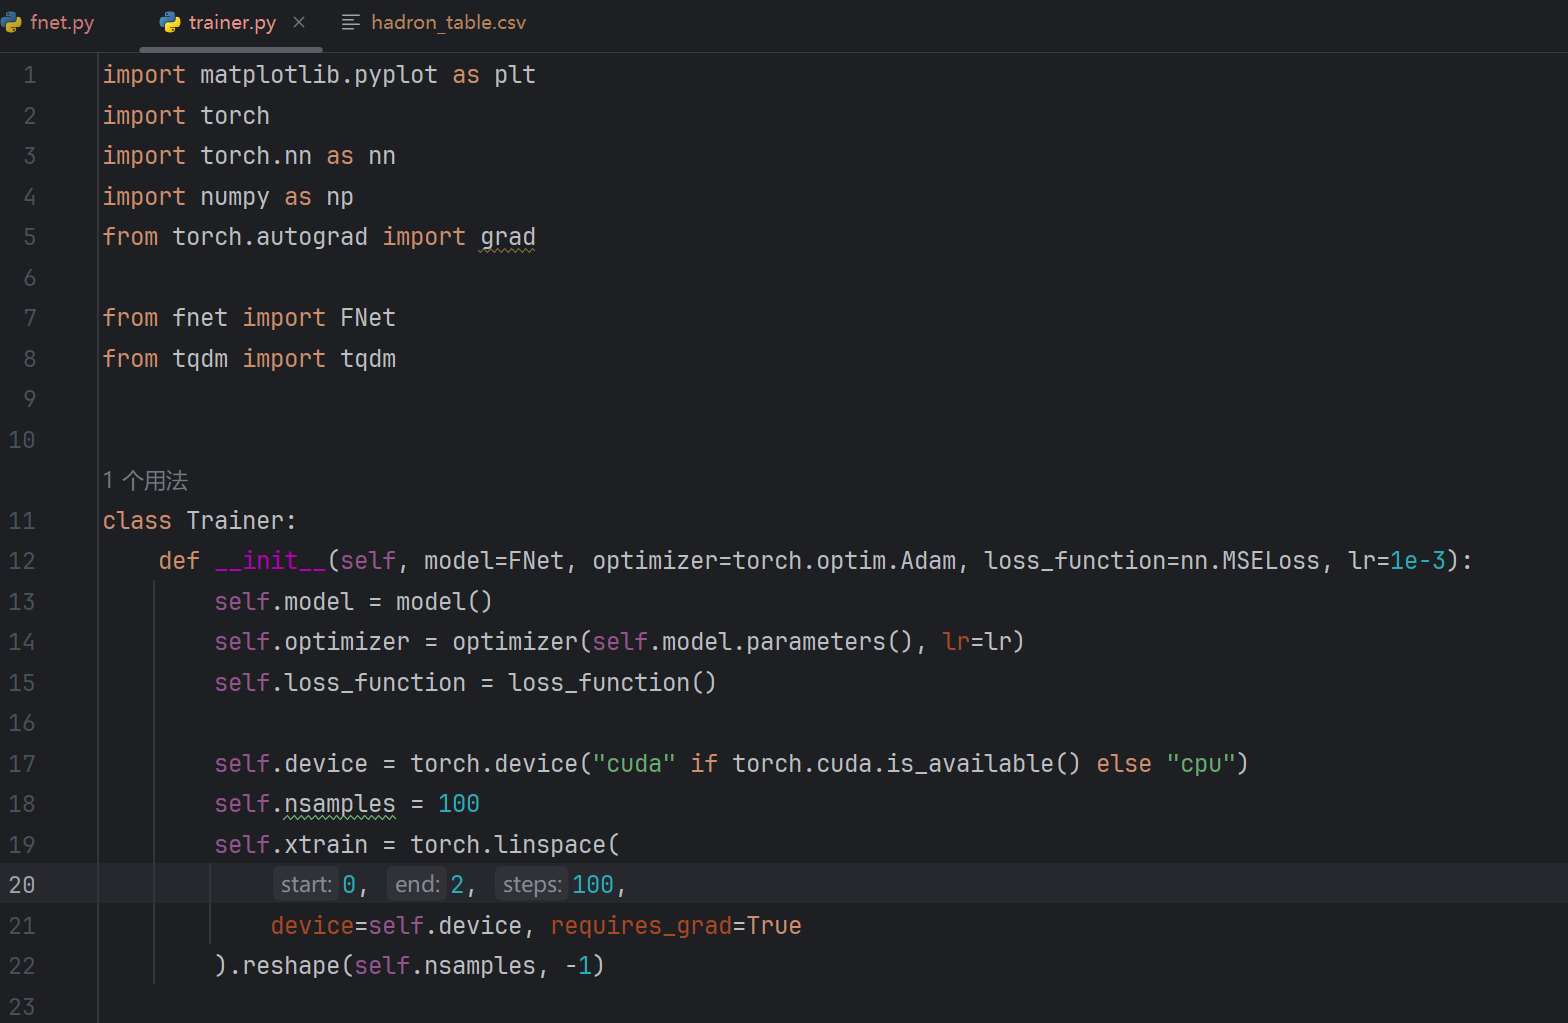 fnet.py trainer.py × hadron_table.csv
1 import matplotlib.pyplot as plt
2 import torch
3 import torch.nn as nn
4 import numpy as np
5 from torch.autograd import grad
6
7 from fnet import FNet
8 from tqdm import tqdm
9
10
1 个用法
11 class Trainer:
12 def __init__(self, model=FNet, optimizer=torch.optim.Adam, loss_function=nn.MSELoss, lr=1e-3):
13 self.model = model()
14 self.optimizer = optimizer(self.model.parameters(), lr=lr)
15 self.loss_function = loss_function()
16
17 self.device = torch.device("cuda" if torch.cuda.is_available() else "cpu")
18 self.nsamples = 100
19 self.xtrain = torch.linspace(
20 start: 0, end: 2, steps: 100,
21 device=self.device, requires_grad=True
22 ).reshape(self.nsamples, -1)
23